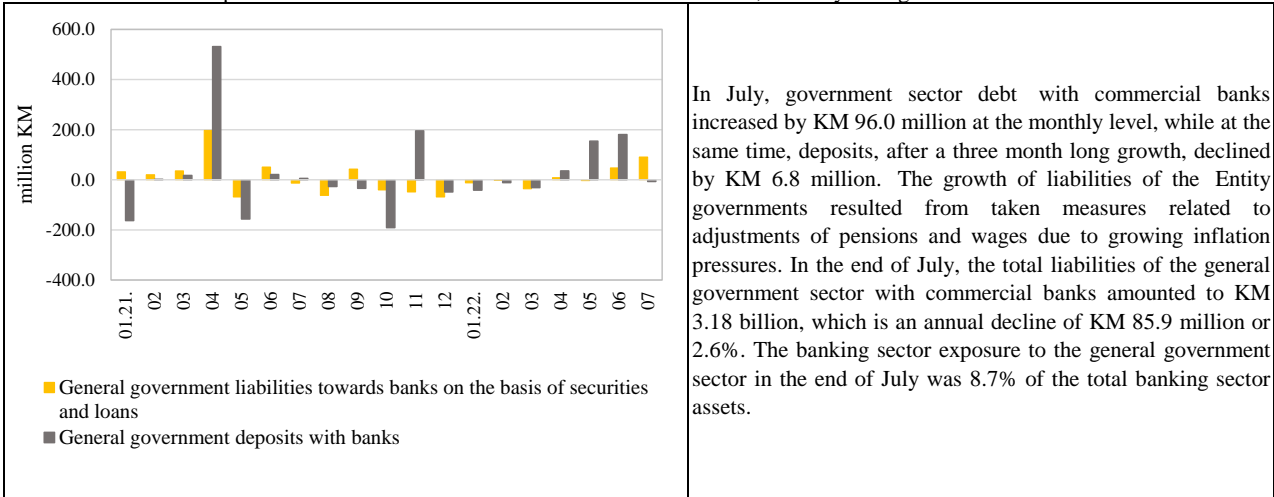 600.0
400.0
200.0
0.0
-200.0
-400.0
million KM
01.21.
02
03
04
05
06
07
08
09
10
11
12
01.22.
02
03
04
05
06
07
General government liabilities towards banks on the basis of securities
and loans
General government deposits with banks
In July, government sector debt with commercial banks
increased by KM 96.0 million at the monthly level, while at the
same time, deposits, after a three month long growth, declined
by KM 6.8 million. The growth of liabilities of the Entity
governments resulted from taken measures related to
adjustments of pensions and wages due to growing inflation
pressures. In the end of July, the total liabilities of the general
government sector with commercial banks amounted to KM
3.18 billion, which is an annual decline of KM 85.9 million or
2.6%. The banking sector exposure to the general government
sector in the end of July was 8.7% of the total banking sector
assets.